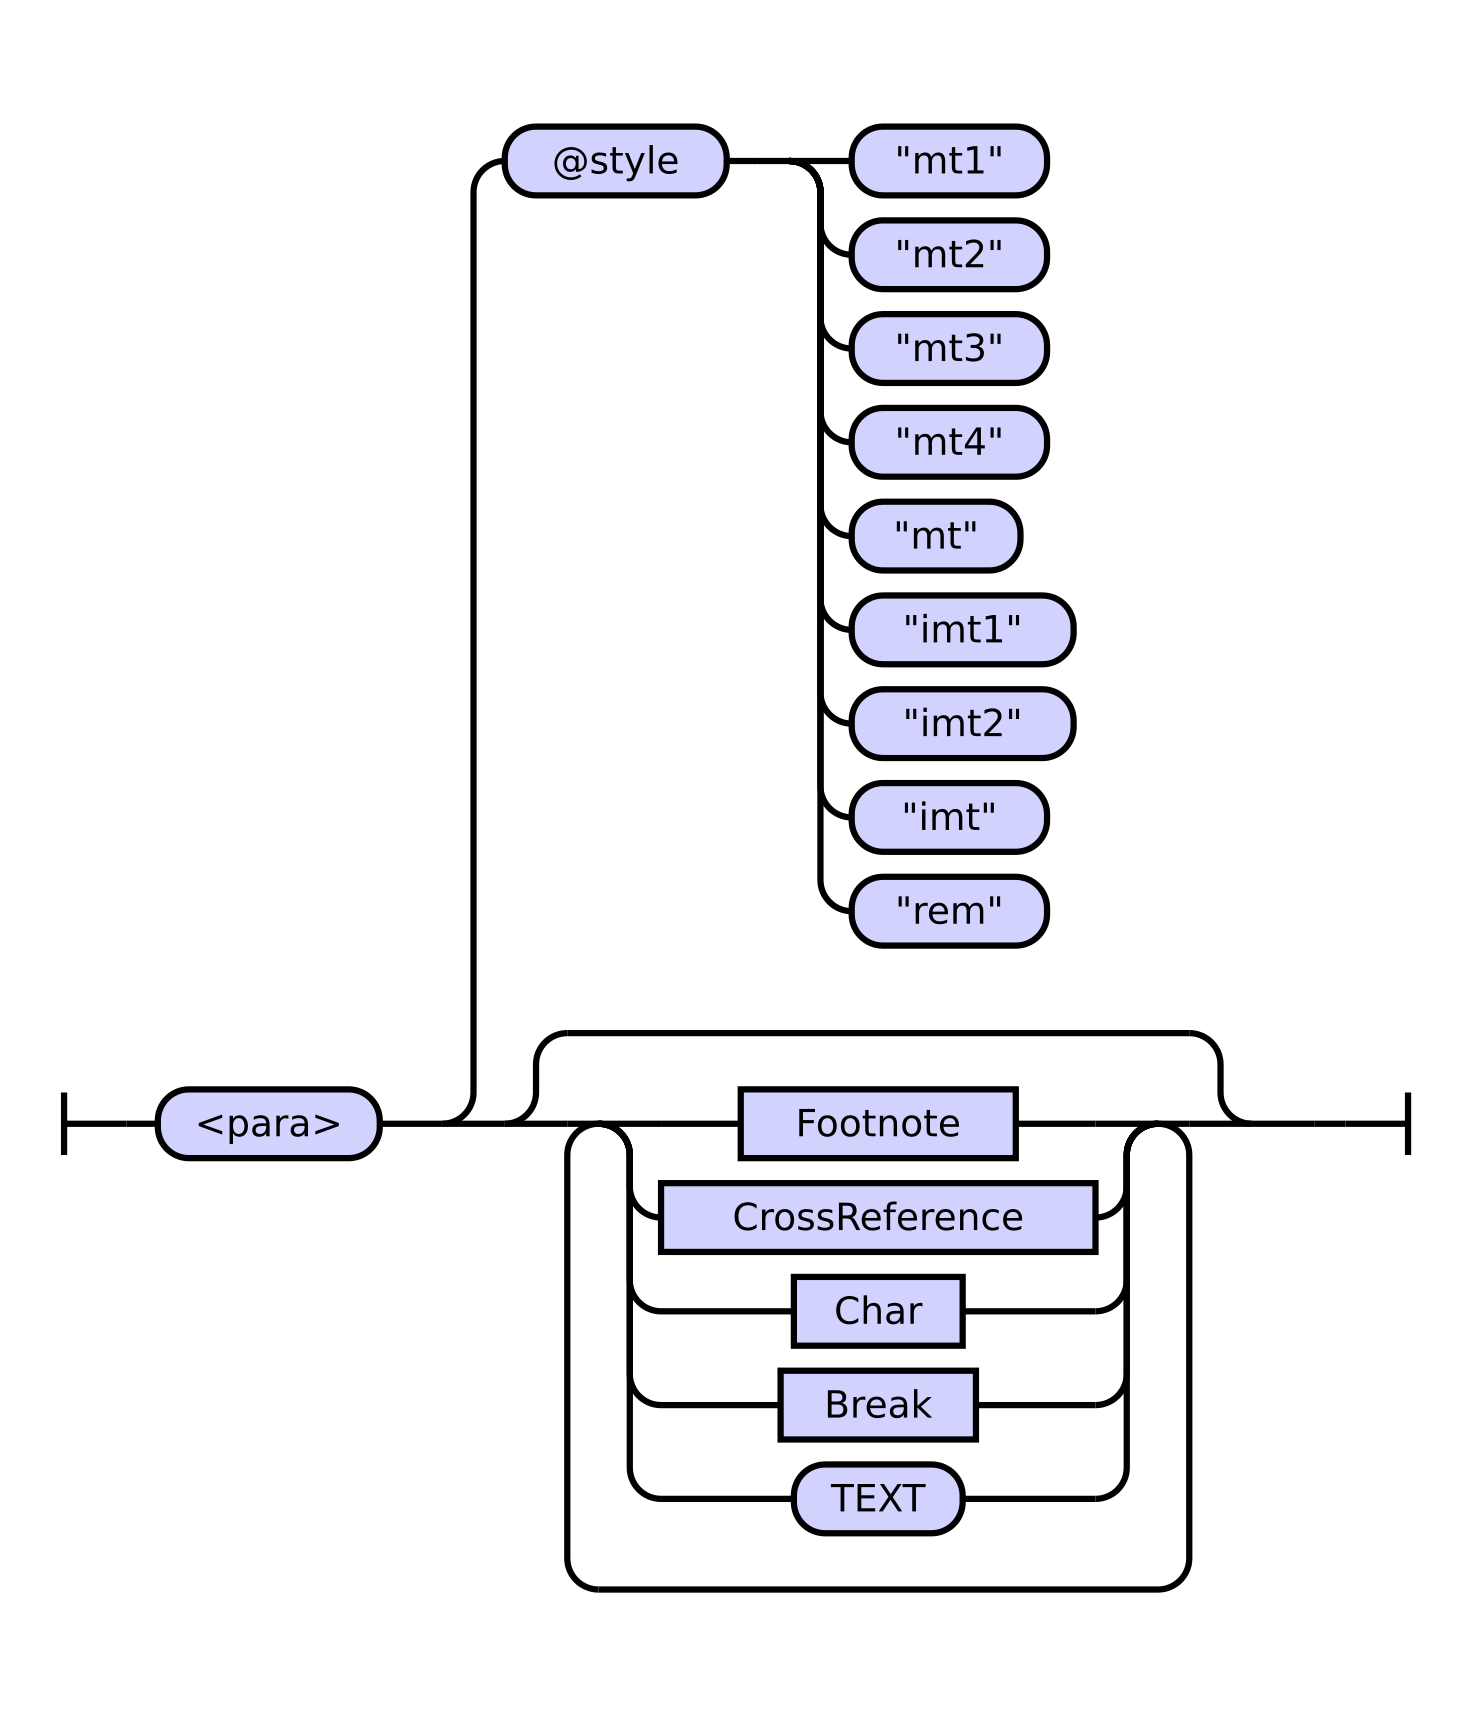 @style
"mt1"
"mt2"
"mt3"
"mt4"
"mt"
"imt1"
"imt2"
"imt"
"rem"
<para>
Footnote
CrossReference
Char
Break
TEXT